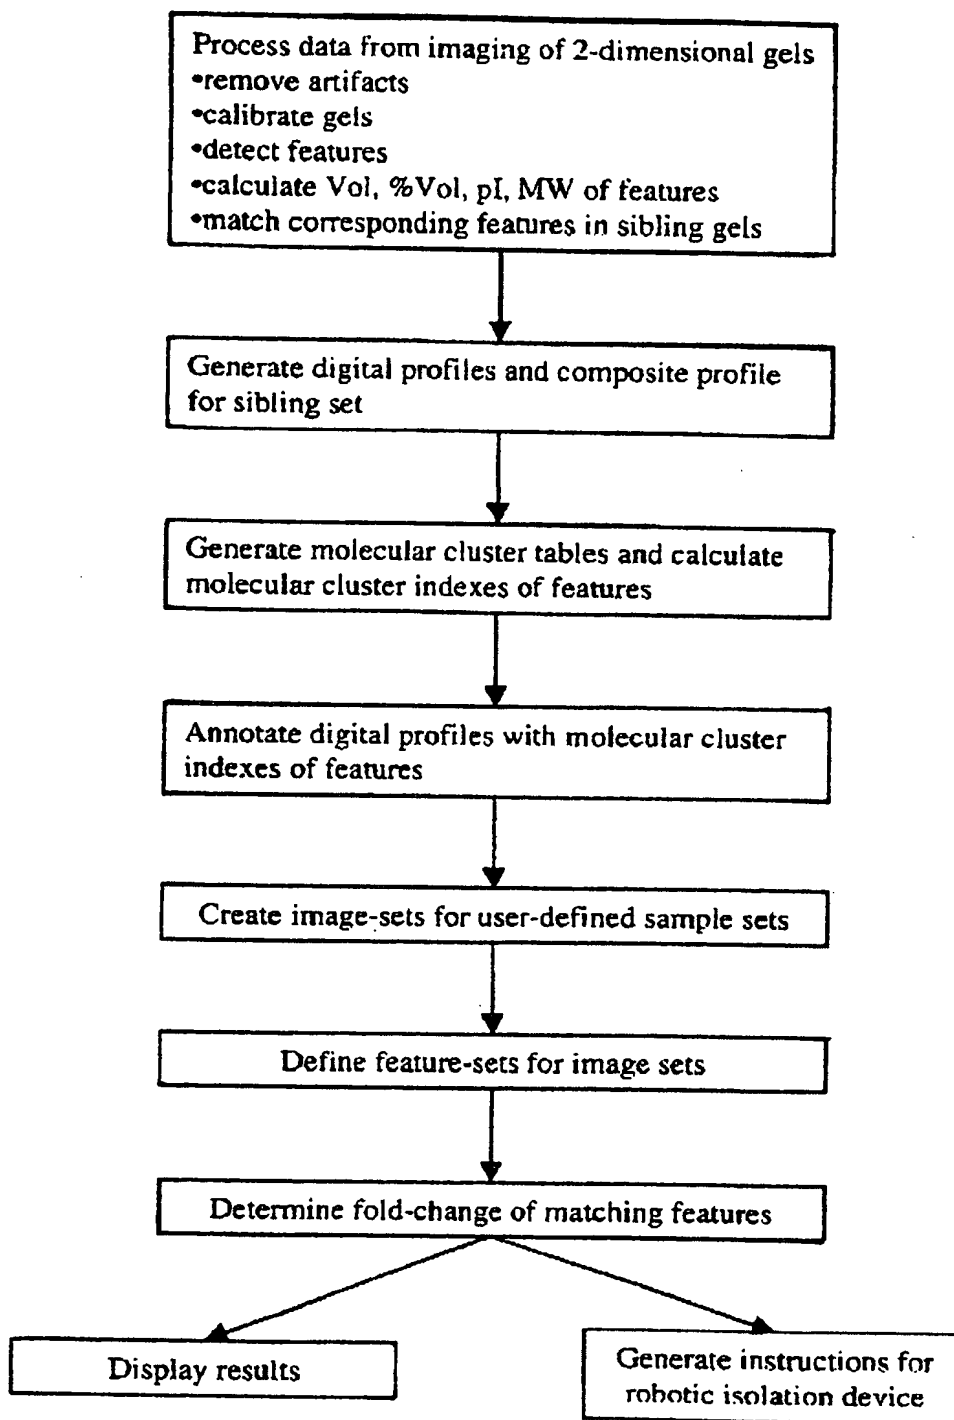 Process data from imaging of 2-dimensional gels
•remove artifacts
•calibrate gels
•detect features
•calculate Vol, %Vol, pI, MW of features
•match corresponding features in sibling gels
Generate digital profiles and composite profile
for sibling set
Generate molecular cluster tables and calculate
molecular cluster indexes of features
Annotate digital profiles with molecular cluster
indexes of features
Create image-sets for user-defined sample sets
Define feature-sets for image sets
Determine fold-change of matching features
Display results
Generate instructions for
robotic isolation device